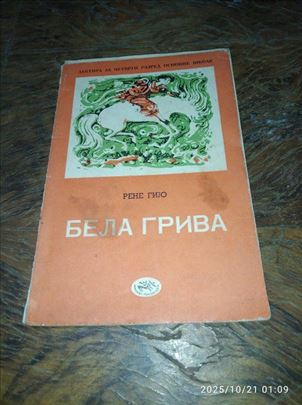 ЛЕКТИРА ЗА ЧЕТВРТИ РАЗРЕД ОСНОВНЕ ШКОЛЕ
РЕНЕ ГИЈО
БЕЛА ГРИВА
2025/10/21 01:09